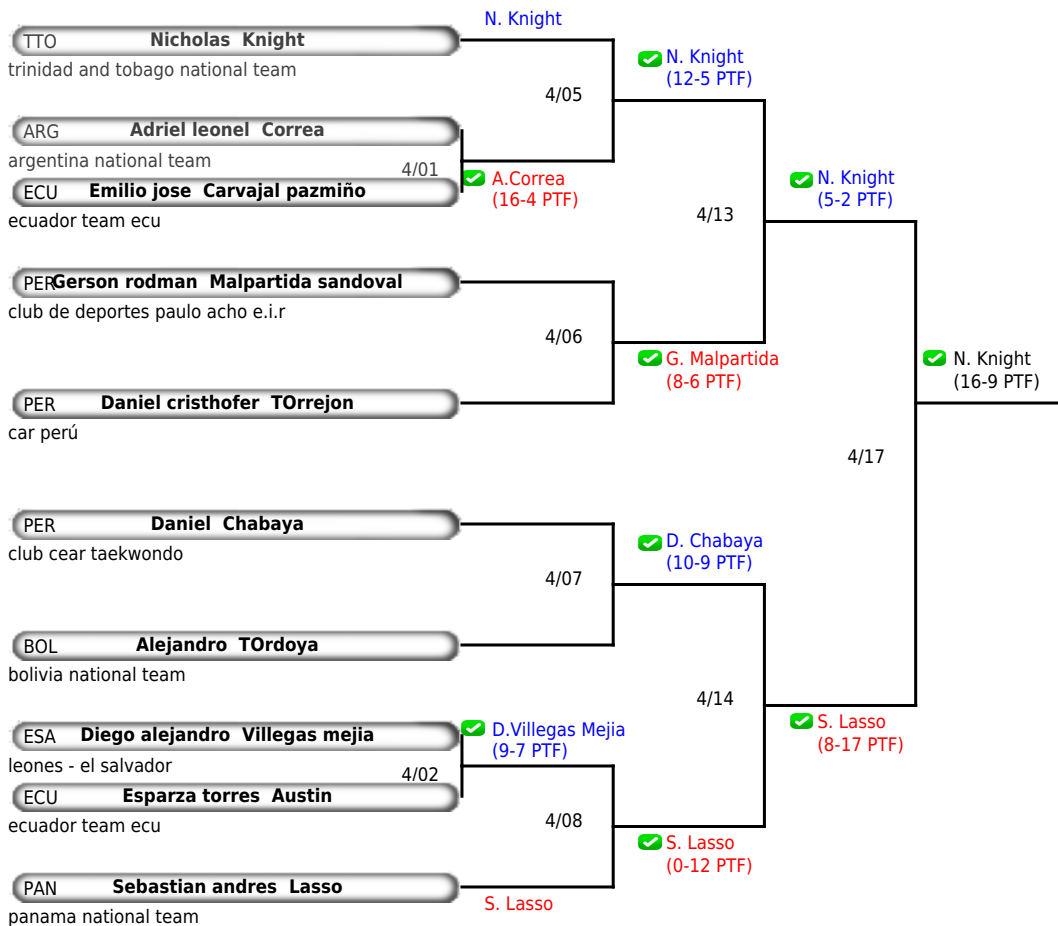 N. Knight
TTO Nicholas Knight
trinidad and tobago national team
N. Knight
(12-5 PTF)
4/05
ARG Adriel leonel Correa
argentina national team
4/01
A.Correa
(16-4 PTF)
ECU Emilio jose Carvajal pazmiño
ecuador team ecu
N. Knight
(5-2 PTF)
4/13
PER Gerson rodman Malpartida sandoval
club de deportes paulo acho e.i.r
4/06
G. Malpartida
(8-6 PTF)
N. Knight
(16-9 PTF)
PER Daniel cristhofer TOrrejon
car perú
4/17
PER Daniel Chabaya
club cear taekwondo
D. Chabaya
(10-9 PTF)
4/07
BOL Alejandro TOrdoya
bolivia national team
4/14
S. Lasso
(8-17 PTF)
ESA Diego alejandro Villegas mejia
leones - el salvador
D.Villegas Mejia
(9-7 PTF)
4/02
ECU Esparza torres Austin
ecuador team ecu
4/08
S. Lasso
(0-12 PTF)
PAN Sebastian andres Lasso
panama national team
S. Lasso